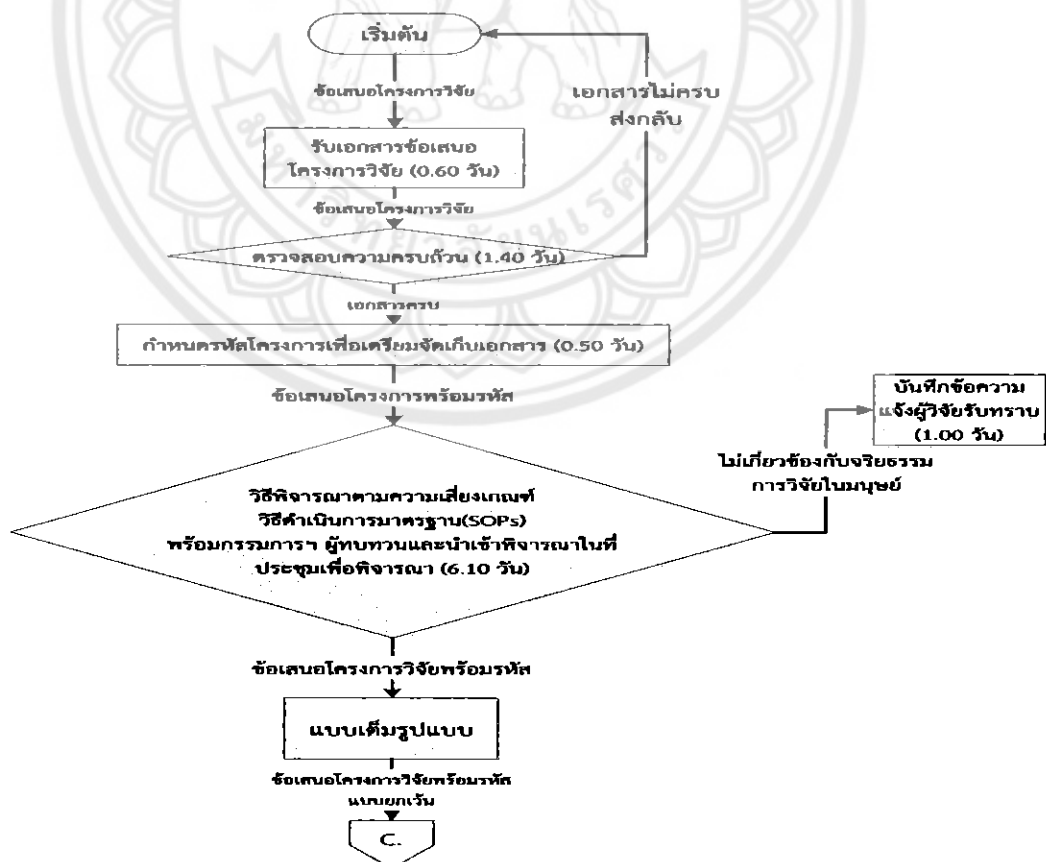 เริ่มต้น
ข้อเสนอโครงการวิจัย
เอกสารไม่ครบ
ส่งกลับ
รับเอกสารข้อเสนอ
โครงการวิจัย (0.60 วัน)
ข้อเสนอโครงการวิจัย
ตรวจสอบความครบถ้วน (1.40 วัน)
เอกสารครบ
กำหนดรหัสโครงการเพื่อเตรียมจัดเก็บเอกสาร (0.50 วัน)
ข้อเสนอโครงการพร้อมรหัส
บันทึกข้อความ
แจ้งผู้วิจัยรับทราบ
(1.00 วัน)
ไม่เกี่ยวข้องกับจริยธรรม
การวิจัยในมนุษย์
วิธีพิจารณาตามความเสี่ยงเกณฑ์
วิธีดำเนินการมาตรฐาน(SOPs)
พร้อมกรรมการฯ ผู้ทบทวนและนำเข้าพิจารณาในที่
ประชุมเพื่อพิจารณา (6.10 วัน)
ข้อเสนอโครงการวิจัยพร้อมรหัส
แบบเต็มรูปแบบ
ข้อเสนอโครงการวิจัยพร้อมรหัส
แบบยกเว้น
C.
มหาวิทยาลัยนเรศวร